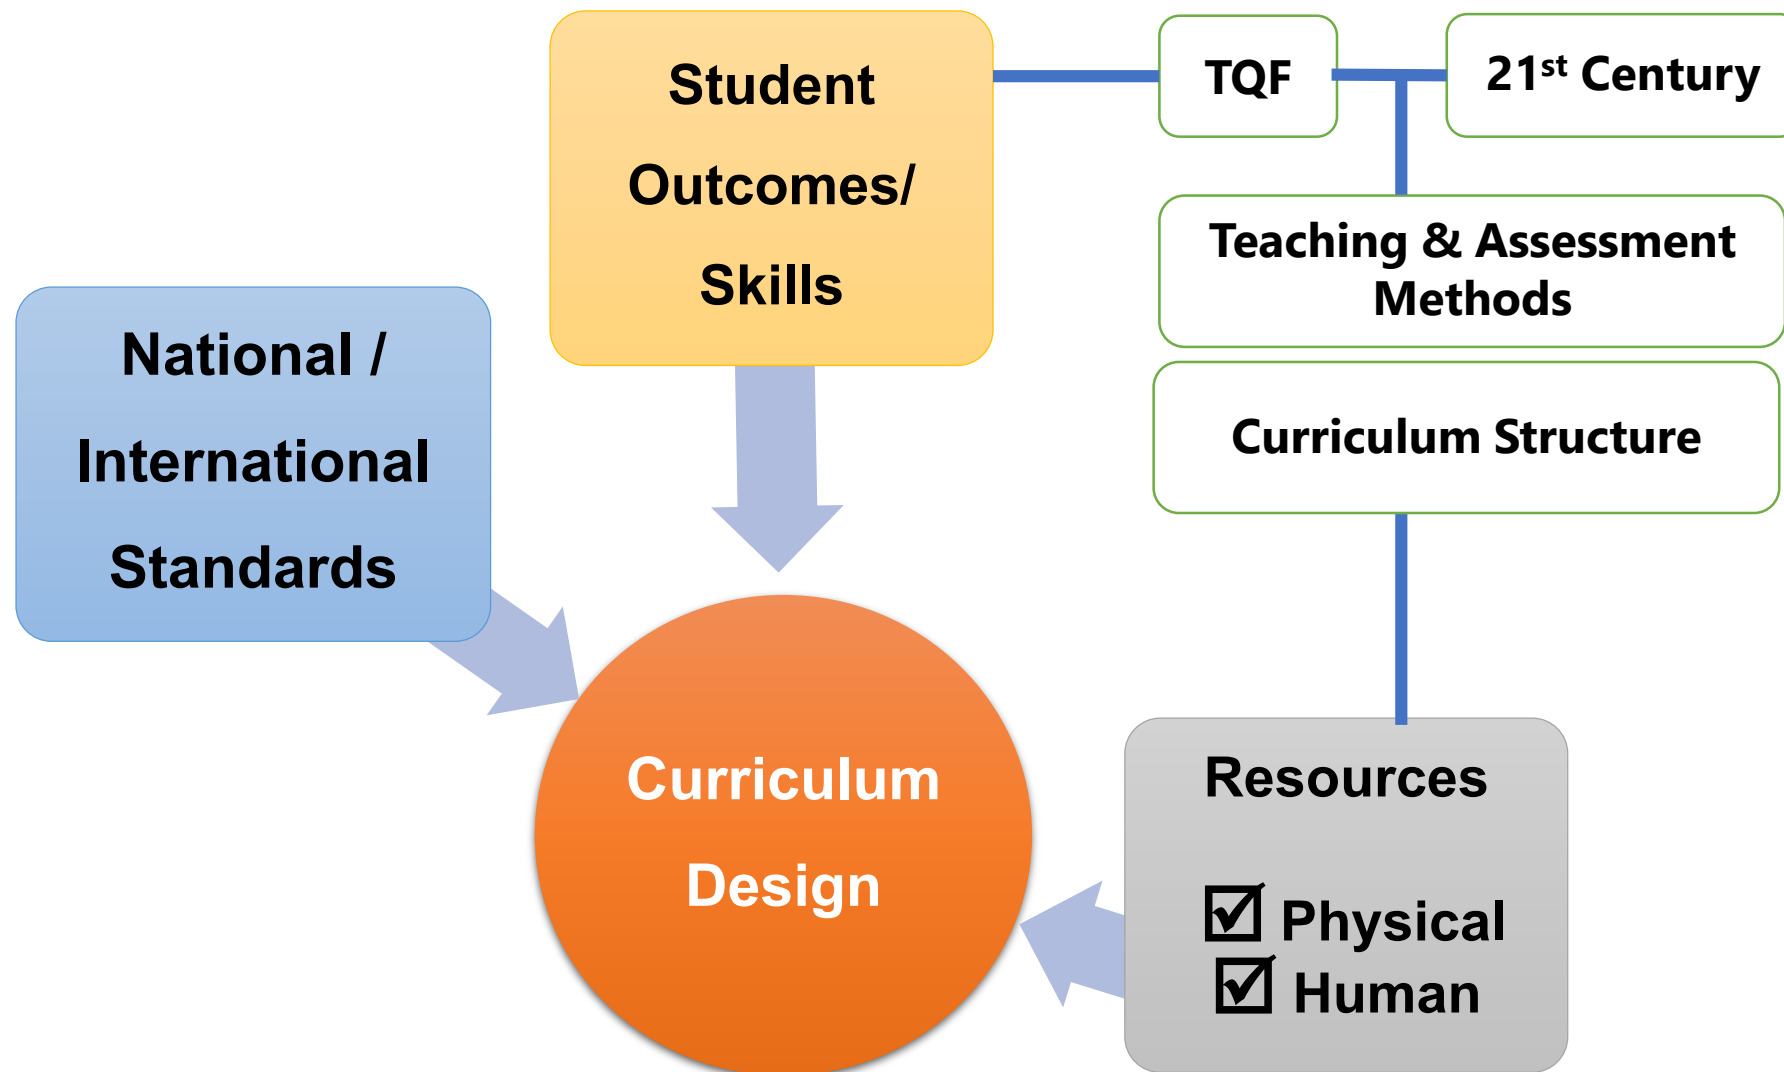 Student
Outcomes/
Skills
TQF
21st Century
Teaching & Assessment
Methods
Curriculum Structure
National /
International
Standards
Curriculum
Design
Resources
☑ Physical
☑ Human